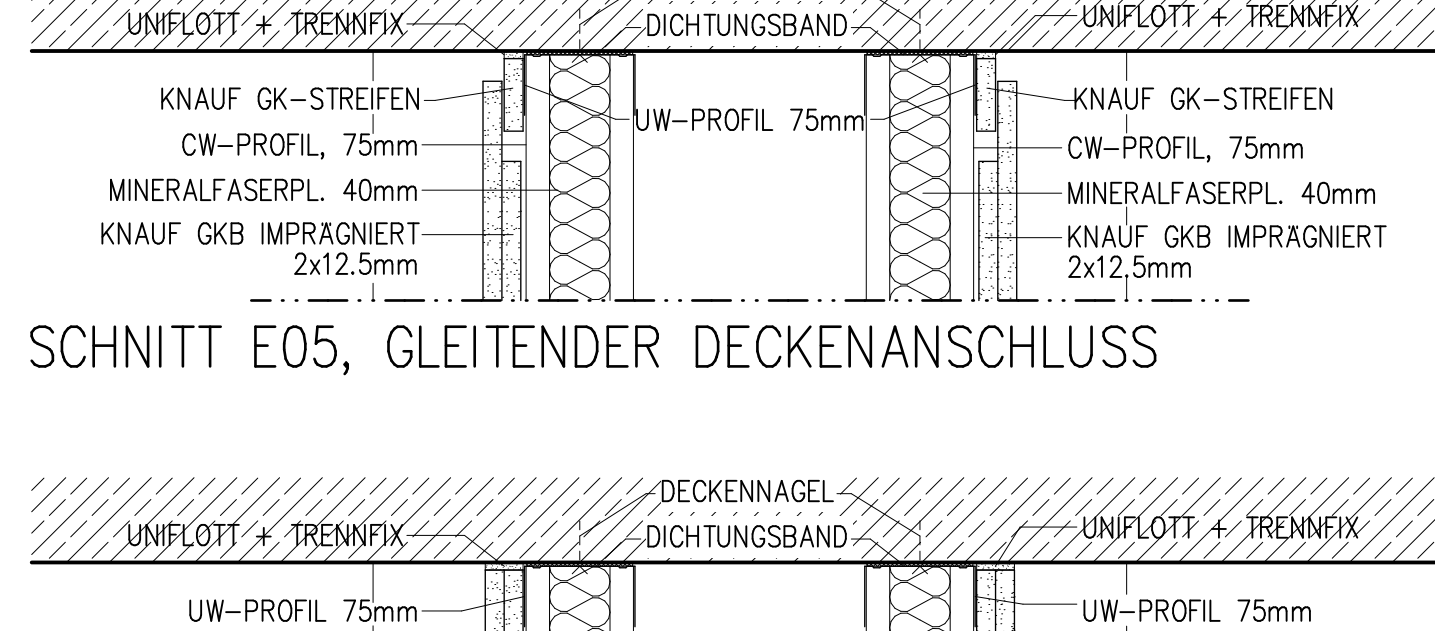 UNIFLOTT + TRENNFIX
DICHTUNGSBAND
UNIFLOTT + TRENNFIX
KNAUF GK-STREIFEN
CW-PROFIL, 75mm
MINERALFASERPL. 40mm
KNAUF GKB IMPRÄGNIERT
2x12.5mm
UW-PROFIL 75mm
KNAUF GK-STREIFEN
CW-PROFIL, 75mm
MINERALFASERPL. 40mm
KNAUF GKB IMPRÄGNIERT
2x12.5mm
SCHNITT E05, GLEITENDER DECKENANSCHLUSS
DECKENNAGEL
UNIFLOTT + TRENNFIX
DICHTUNGSBAND
UNIFLOTT + TRENNFIX
UW-PROFIL 75mm
UW-PROFIL 75mm